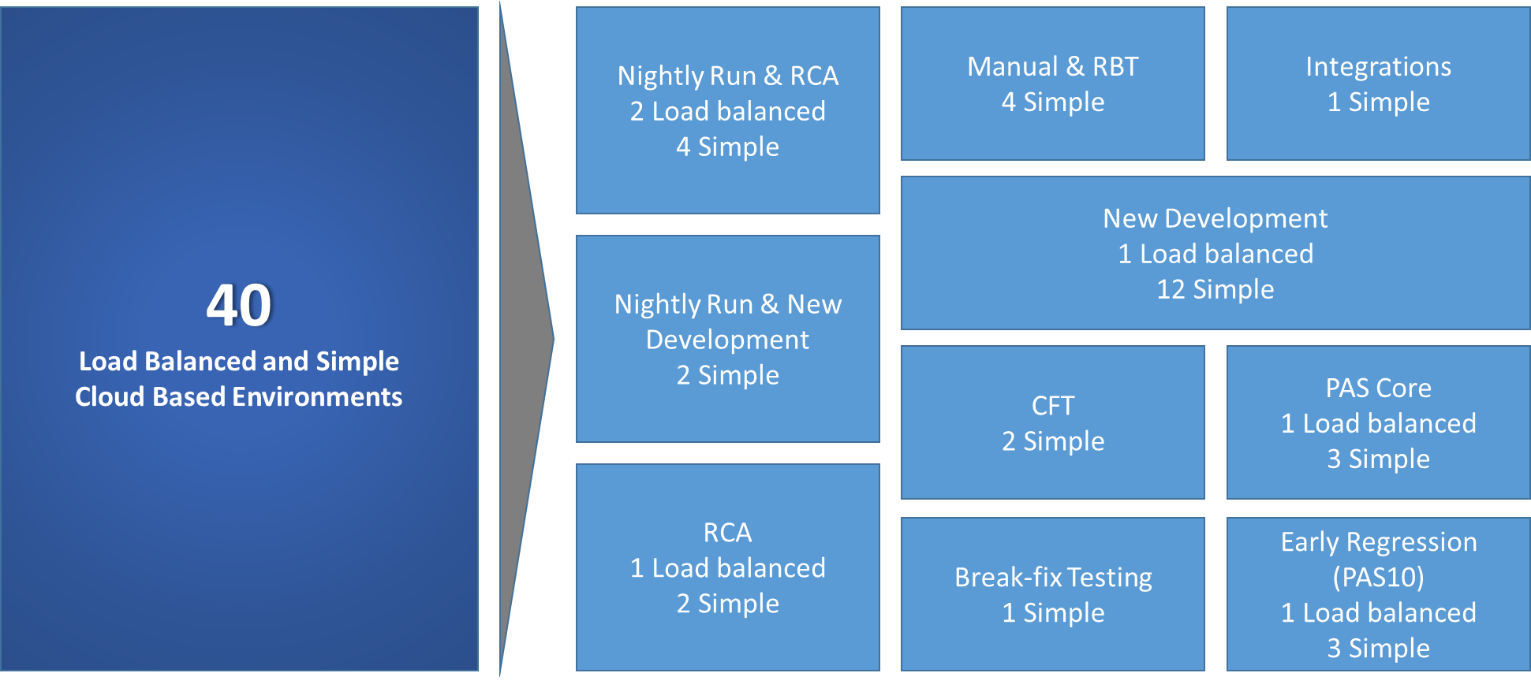 40
Load Balanced and Simple
Cloud Based Environments
Nightly Run & RCA
2 Load balanced
4 Simple
Nightly Run & New
Development
2 Simple
RCA
1 Load balanced
2 Simple
Manual & RBT
4 Simple
Integrations
1 Simple
New Development
1 Load balanced
12 Simple
CFT
2 Simple
PAS Core
1 Load balanced
3 Simple
Break-fix Testing
1 Simple
Early Regression
(PAS10)
1 Load balanced
3 Simple